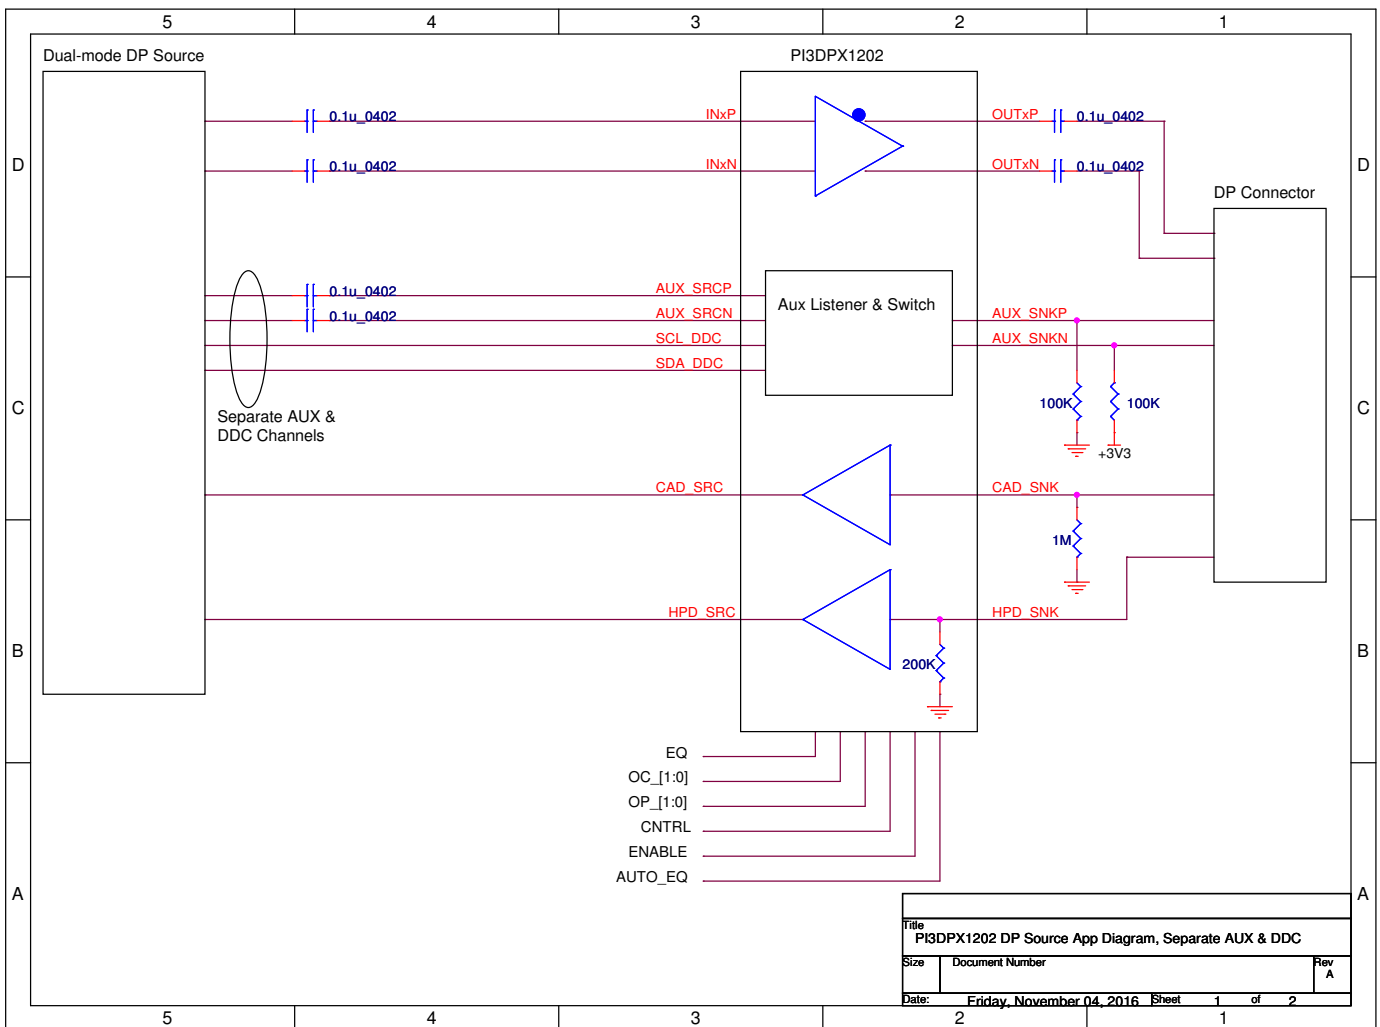 5 4 3 2 1
Dual-mode DP Source
PI3DPX1202
0.1u_0402 INxP OUTxP 0.1u_0402
D D
0.1u_0402 INxN OUTxN 0.1u_0402
DP Connector
0.1u_0402 AUX_SRCP
Aux Listener & Switch
0.1u_0402 AUX_SRCN AUX_SNKP
SCL_DDC AUX_SNKN
SDA_DDC
100K 100K
C C
Separate AUX &
DDC Channels
+3V3
CAD_SRC CAD_SNK
1M
HPD_SRC HPD_SNK
B B
200K
EQ
OC_[1:0]
OP_[1:0]
CNTRL
ENABLE
AUTO_EQ
A A
Title
PI3DPX1202 DP Source App Diagram, Separate AUX & DDC
Size Document Number Rev
A
Date: Friday, November 04, 2016 Sheet 1 of 2
5 4 3 2 1